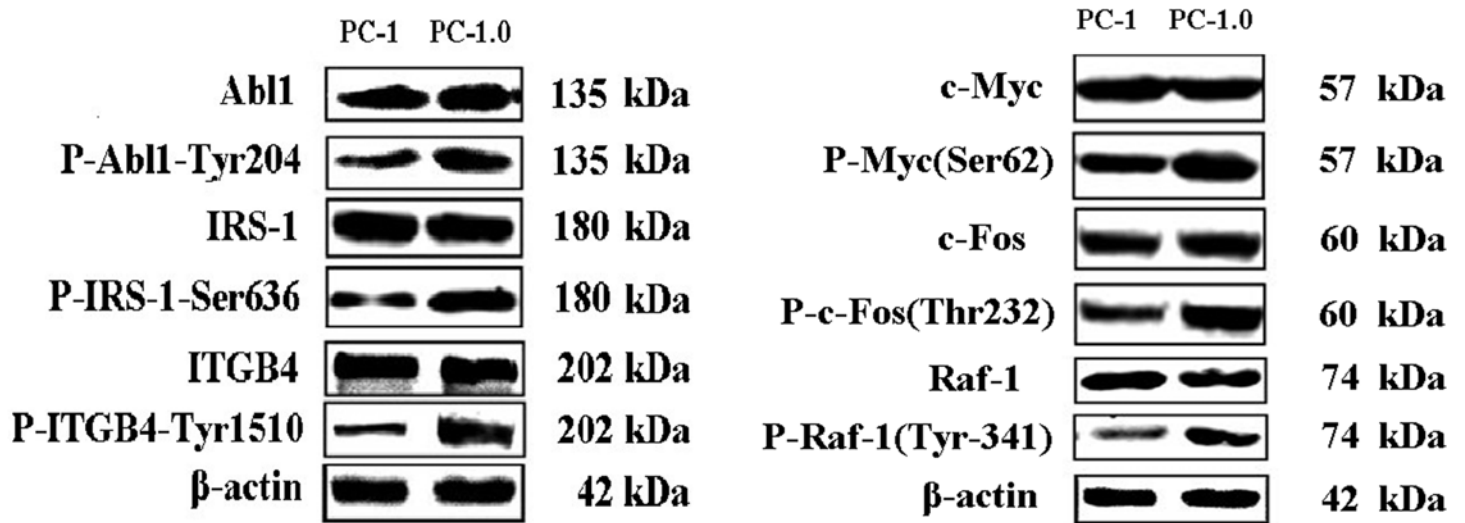 PC-1 PC-1.0
Abl1 135 kDa
P-Abl1-Tyr204 135 kDa
IRS-1 180 kDa
P-IRS-1-Ser636 180 kDa
ITGB4 202 kDa
P-ITGB4-Tyr1510 202 kDa
β-actin 42 kDa
PC-1 PC-1.0
c-Myc 57 kDa
P-Myc(Ser62) 57 kDa
c-Fos 60 kDa
P-c-Fos(Thr232) 60 kDa
Raf-1 74 kDa
P-Raf-1(Tyr-341) 74 kDa
β-actin 42 kDa